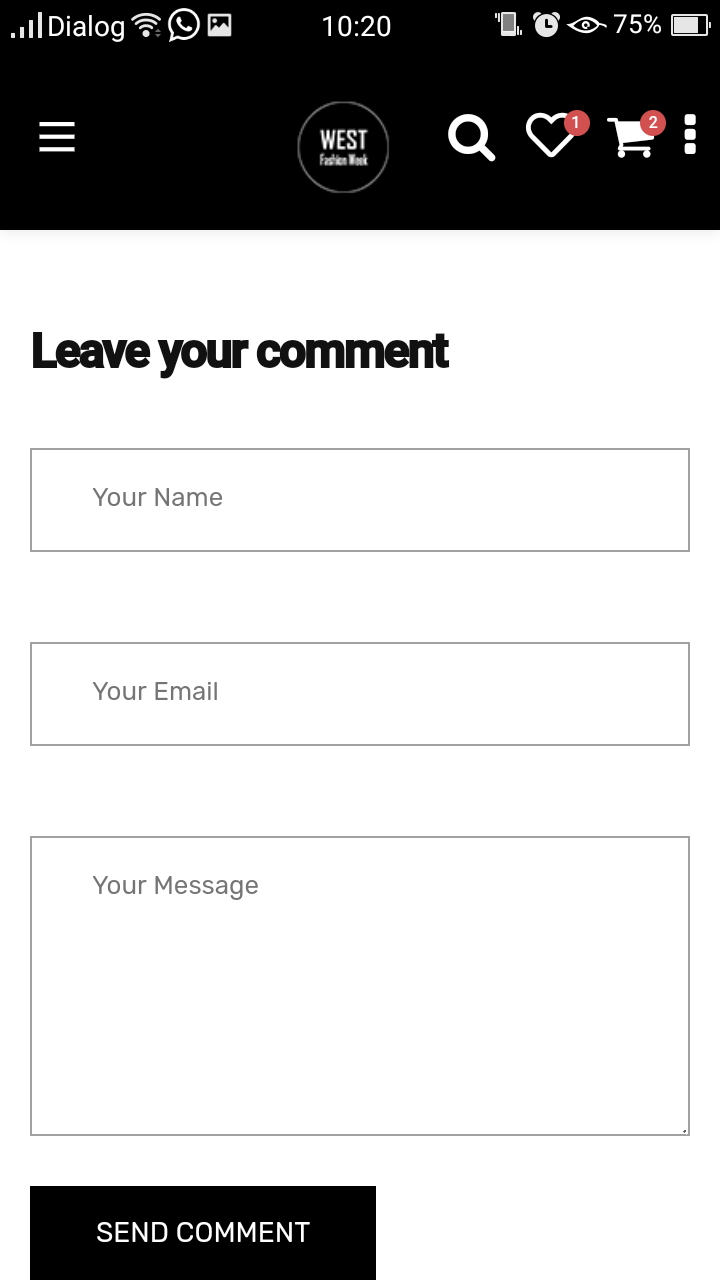 Dialog 10:20 75%
WEST
Fashion Week
1 2
Leave your comment
Your Name
Your Email
Your Message
SEND COMMENT